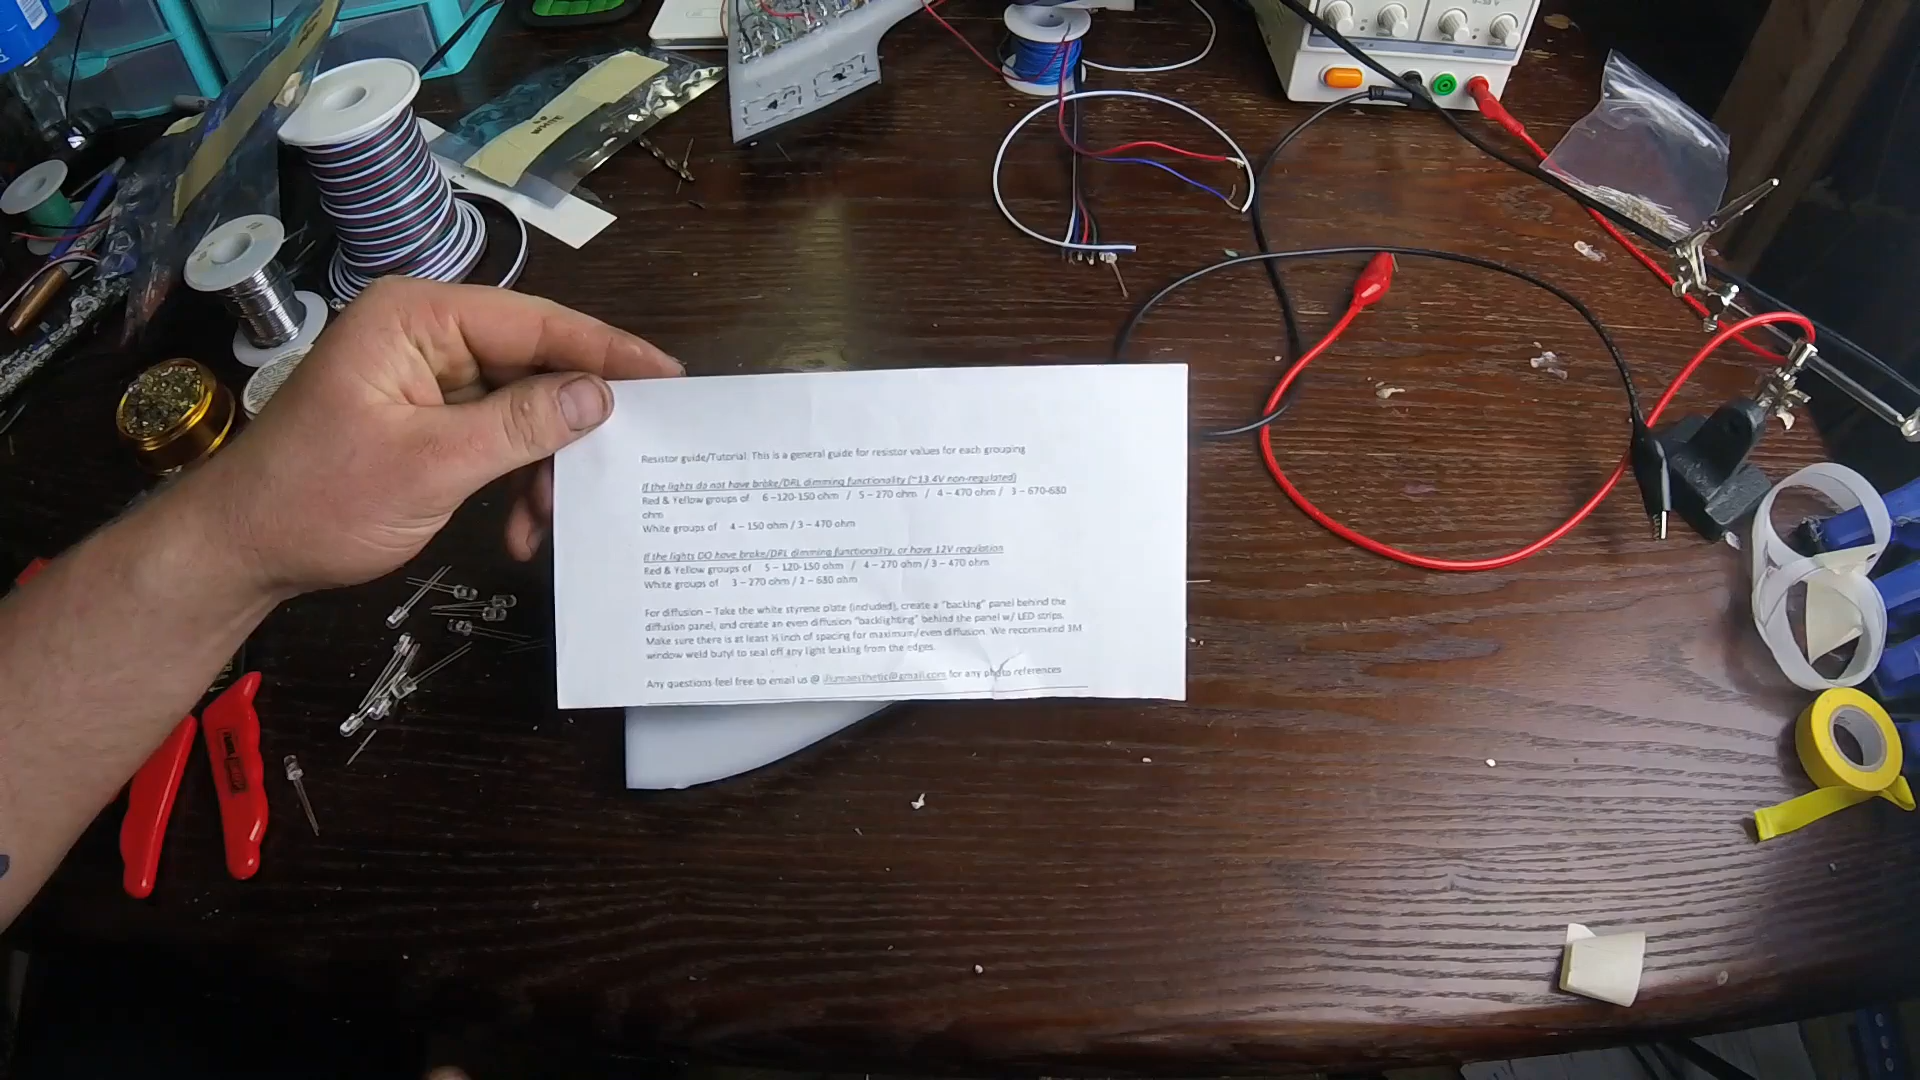 WHITE
Resistor guide/Tutorial: This is a general guide for resistor values for each grouping
If the lights do not have brake/DRL dimming functionality (~13.4V non-regulated)
Red & Yellow groups of 6 –120-150 ohm / 5 – 270 ohm / 4 – 470 ohm / 3 – 670-680
ohm
White groups of 4 – 150 ohm / 3 – 470 ohm
If the lights DO have brake/DRL dimming functionality, or have 12V regulation
Red & Yellow groups of 5 – 120-150 ohm / 4 – 270 ohm / 3 – 470 ohm
White groups of 3 – 270 ohm / 2 – 680 ohm
For diffusion – Take the white styrene plate (included), create a "backing" panel behind the
diffusion panel, and create an even diffusion "backlighting" behind the panel w/ LED strips.
Make sure there is at least ½ inch of spacing for maximum/even diffusion. We recommend 3M
window weld butyl to seal off any light leaking from the edges.
Any questions feel free to email us @ for any photo references